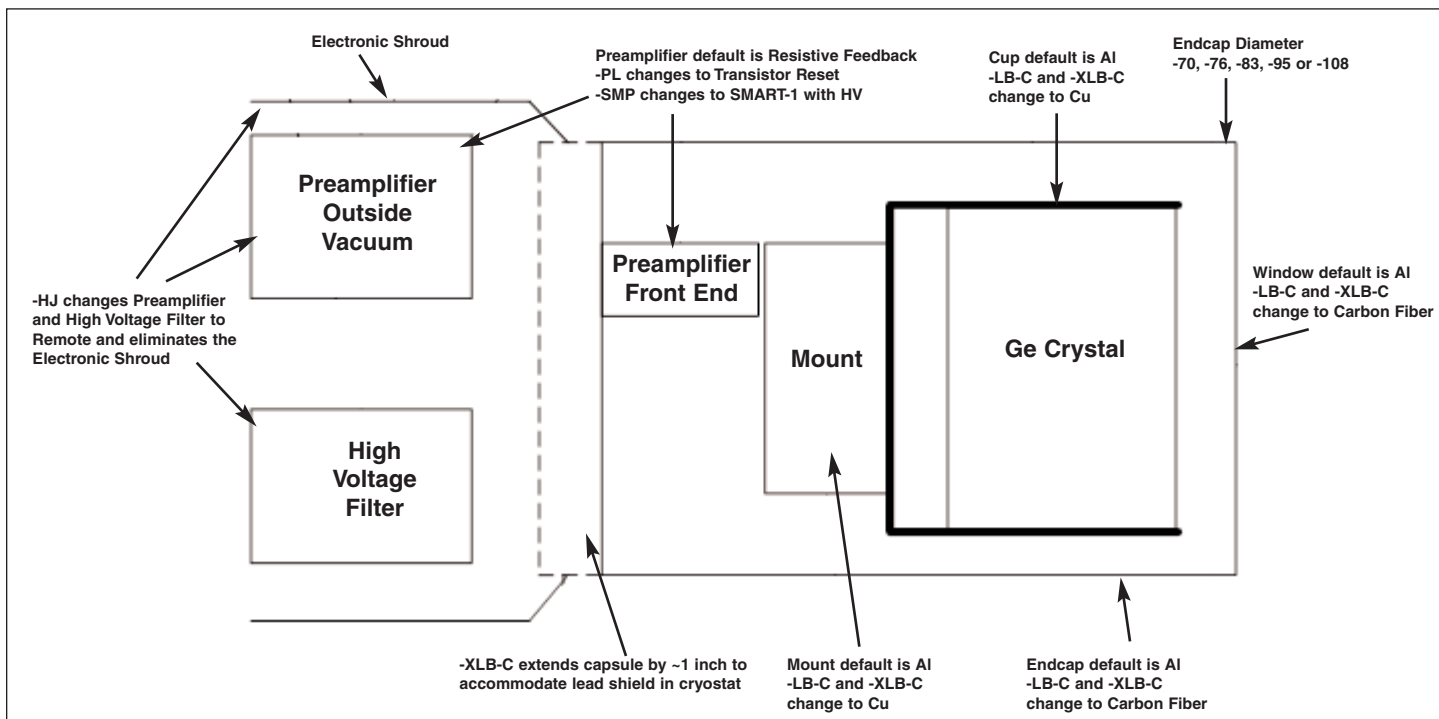 Electronic Shroud
Preamplifier default is Resistive Feedback
-PL changes to Transistor Reset
-SMP changes to SMART-1 with HV
Cup default is Al
-LB-C and -XLB-C
change to Cu
Endcap Diameter
-70, -76, -83, -95 or -108
Preamplifier
Outside
Vacuum
Preamplifier
Front End
Mount
Ge Crystal
Window default is Al
-LB-C and -XLB-C
change to Carbon Fiber
-HJ changes Preamplifier
and High Voltage Filter to
Remote and eliminates the
Electronic Shroud
High
Voltage
Filter
-XLB-C extends capsule by ~1 inch to
accommodate lead shield in cryostat
Mount default is Al
-LB-C and -XLB-C
change to Cu
Endcap default is Al
-LB-C and -XLB-C
change to Carbon Fiber